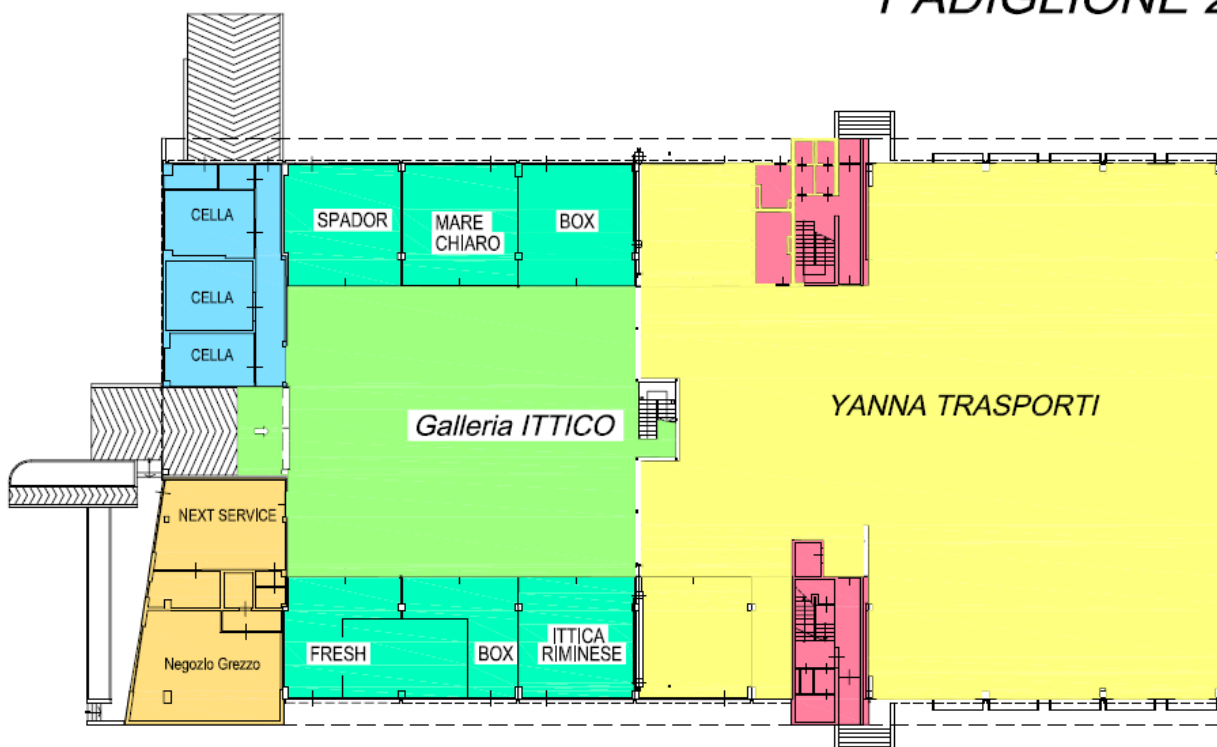 PADIGLIONE 2
CELLA
SPADOR
MARE
CHIARO
BOX
CELLA
CELLA
Galleria ITTICO
YANNA TRASPORTI
NEXT SERVICE
FRESH
BOX
ITTICA
RIMINESE
Negozio Grezzo